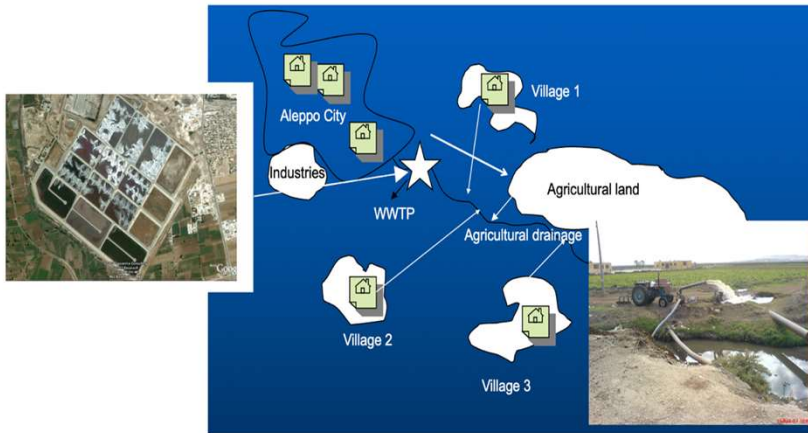 Village 1
Aleppo City
Industries
Agricultural land
WWTP
Agricultural drainage
Village 2
Village 3